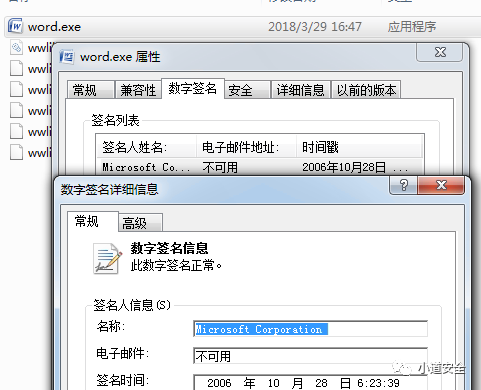 word.exe 2018/3/29 16:47 应用程序
wwli
word.exe 属性
wwli
wwli
常规 兼容性 数字签名 安全 详细信息 以前的版本
wwli
签名列表
wwli
签名人姓名: 电子邮件地址: 时间戳
wwli
Microsoft Co... 不可用 2006年10月28日 ...
数字签名详细信息
常规 高级
数字签名信息
此数字签名正常。
签名人信息(S)
名称: Microsoft Corporation
电子邮件: 不可用
小道安全
签名时间: 2006 年 10 月 28 日 6:23:39